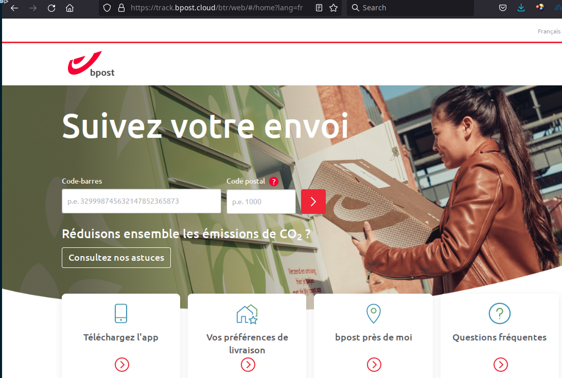 https://track.bpost.cloud/btr/web/#/home?lang=fr
Search
Français
bpost
Suivez votre envoi
Code-barres
Code postal ?
p.e. 329998745632147852365873
p.e. 1000
Réduisons ensemble les émissions de CO₂ ?
Consultez nos astuces
Téléchargez l'app
Vos préférences de
livraison
bpost près de moi
Questions fréquentes